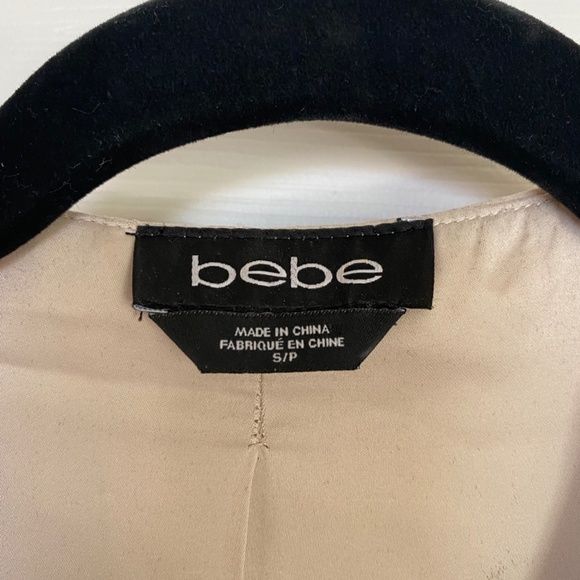 bebe
MADE IN CHINA
FABRIQUÉ EN CHINE
S/P